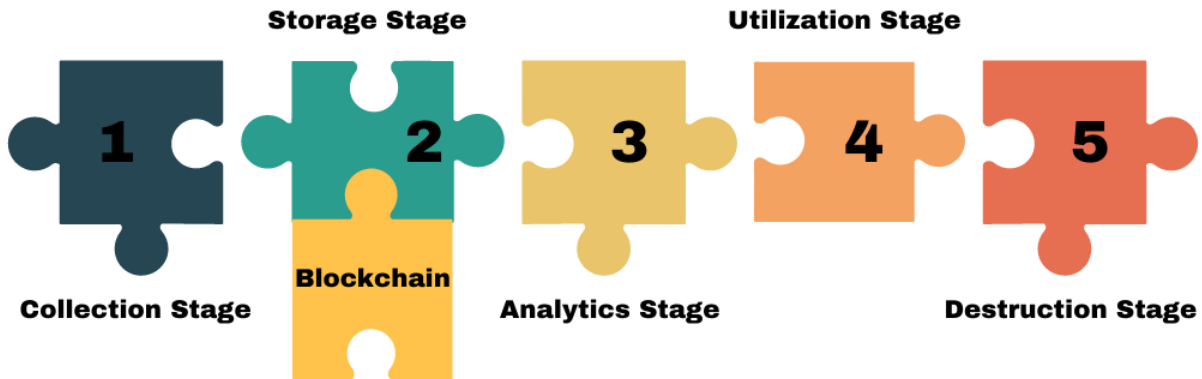 Storage Stage
Utilization Stage
1
2
3
4
5
Blockchain
Collection Stage
Analytics Stage
Destruction Stage